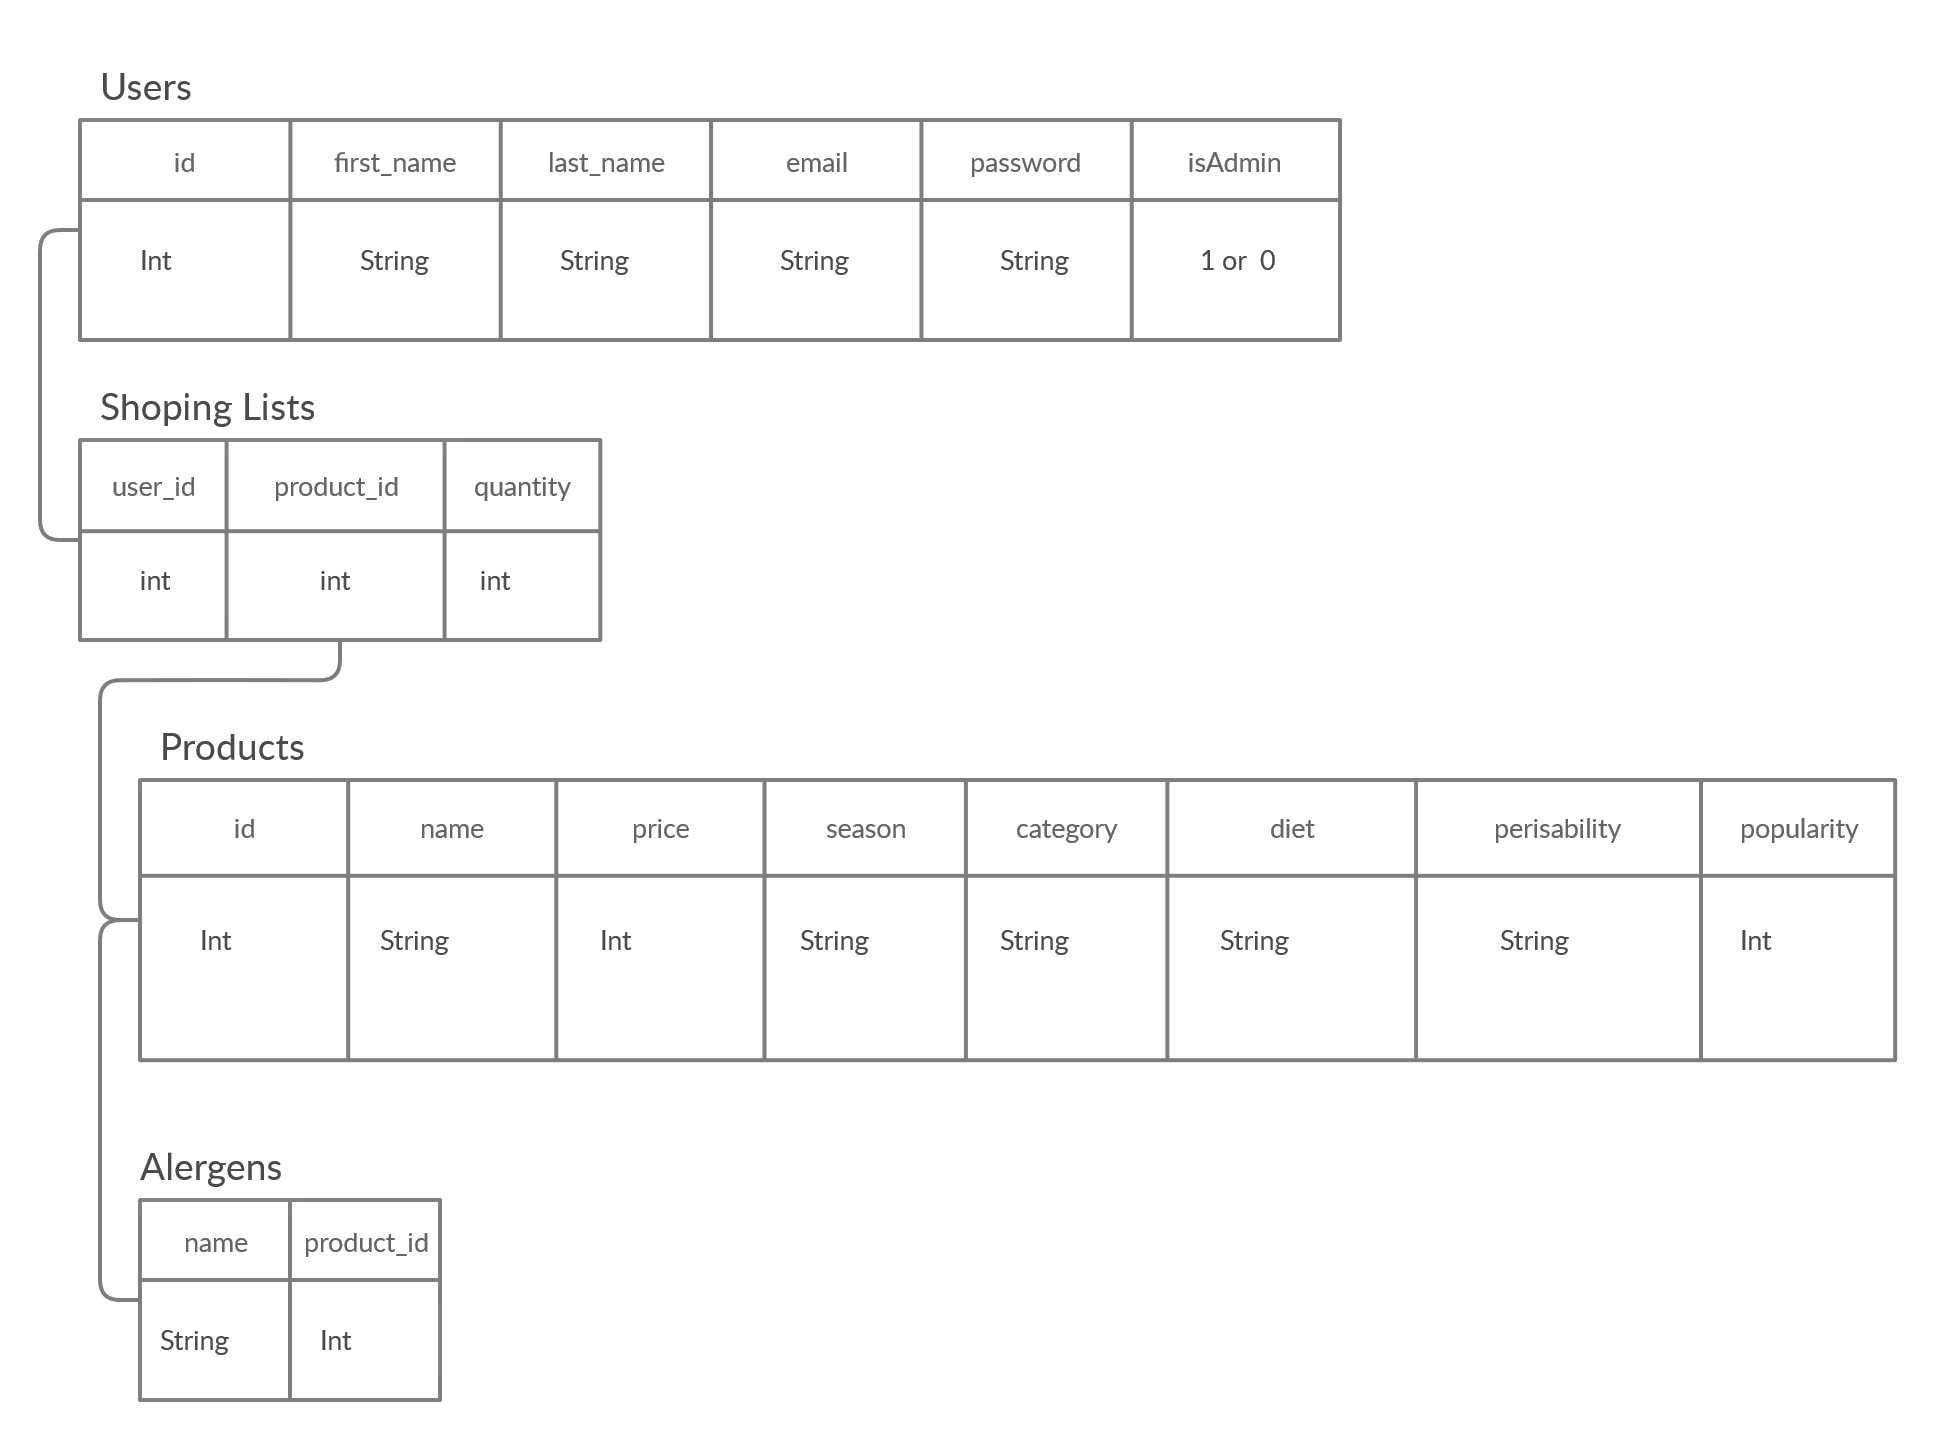 Users
id first_name last_name email password isAdmin
Int String String String String 1 or 0
Shoping Lists
user_id product_id quantity
int int int
Products
id name price season category diet perisability popularity
Int String Int String String String String Int
Alergens
name product_id
String Int